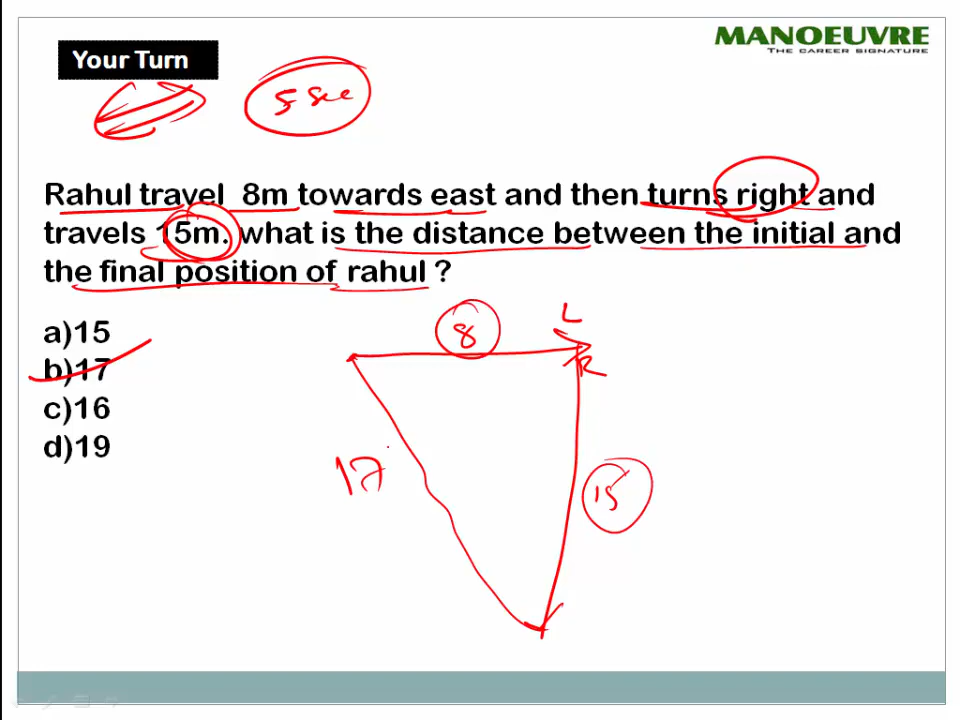 MANOEUVRE
THE CAREER SIGNATURE
Your Turn
5 sec
Rahul travel 8m towards east and then turns right and
travels 15m. what is the distance between the initial and
the final position of rahul ?
a)15
b)17
c)16
d)19
8
L
R
17
15